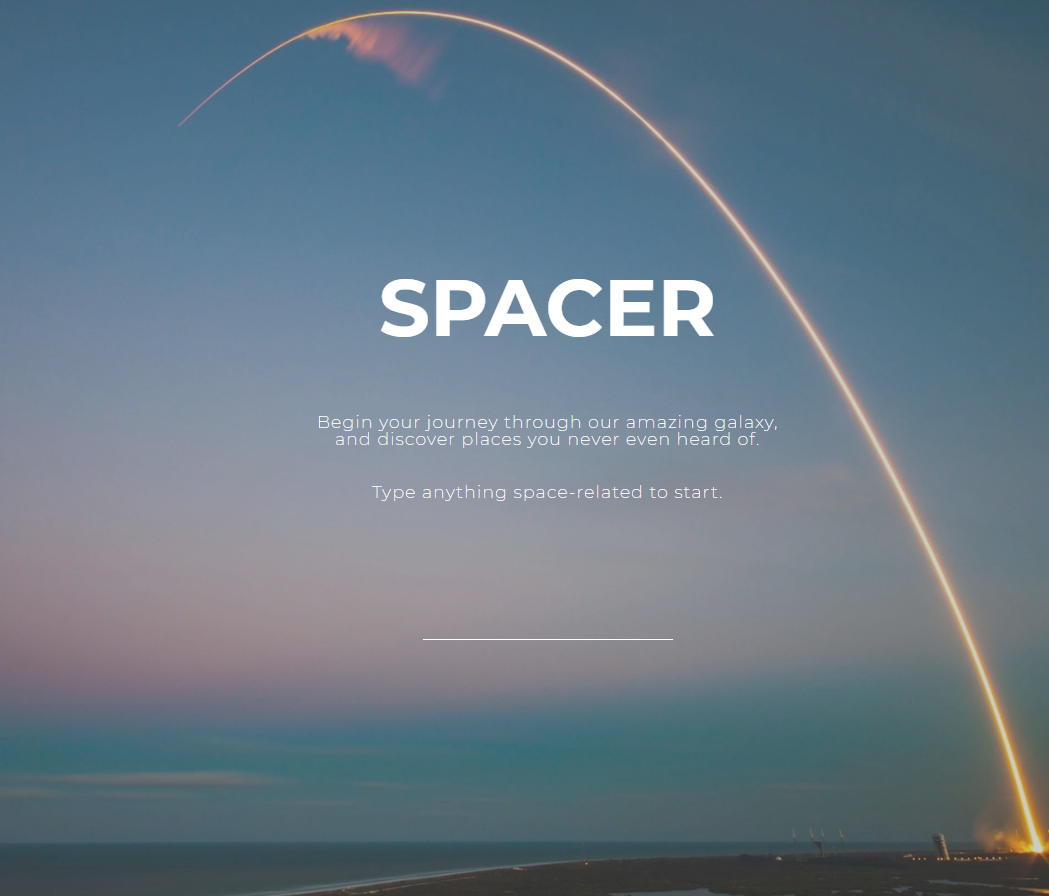 SPACER
Begin your journey through our amazing galaxy,
and discover places you never even heard of.
Type anything space-related to start.